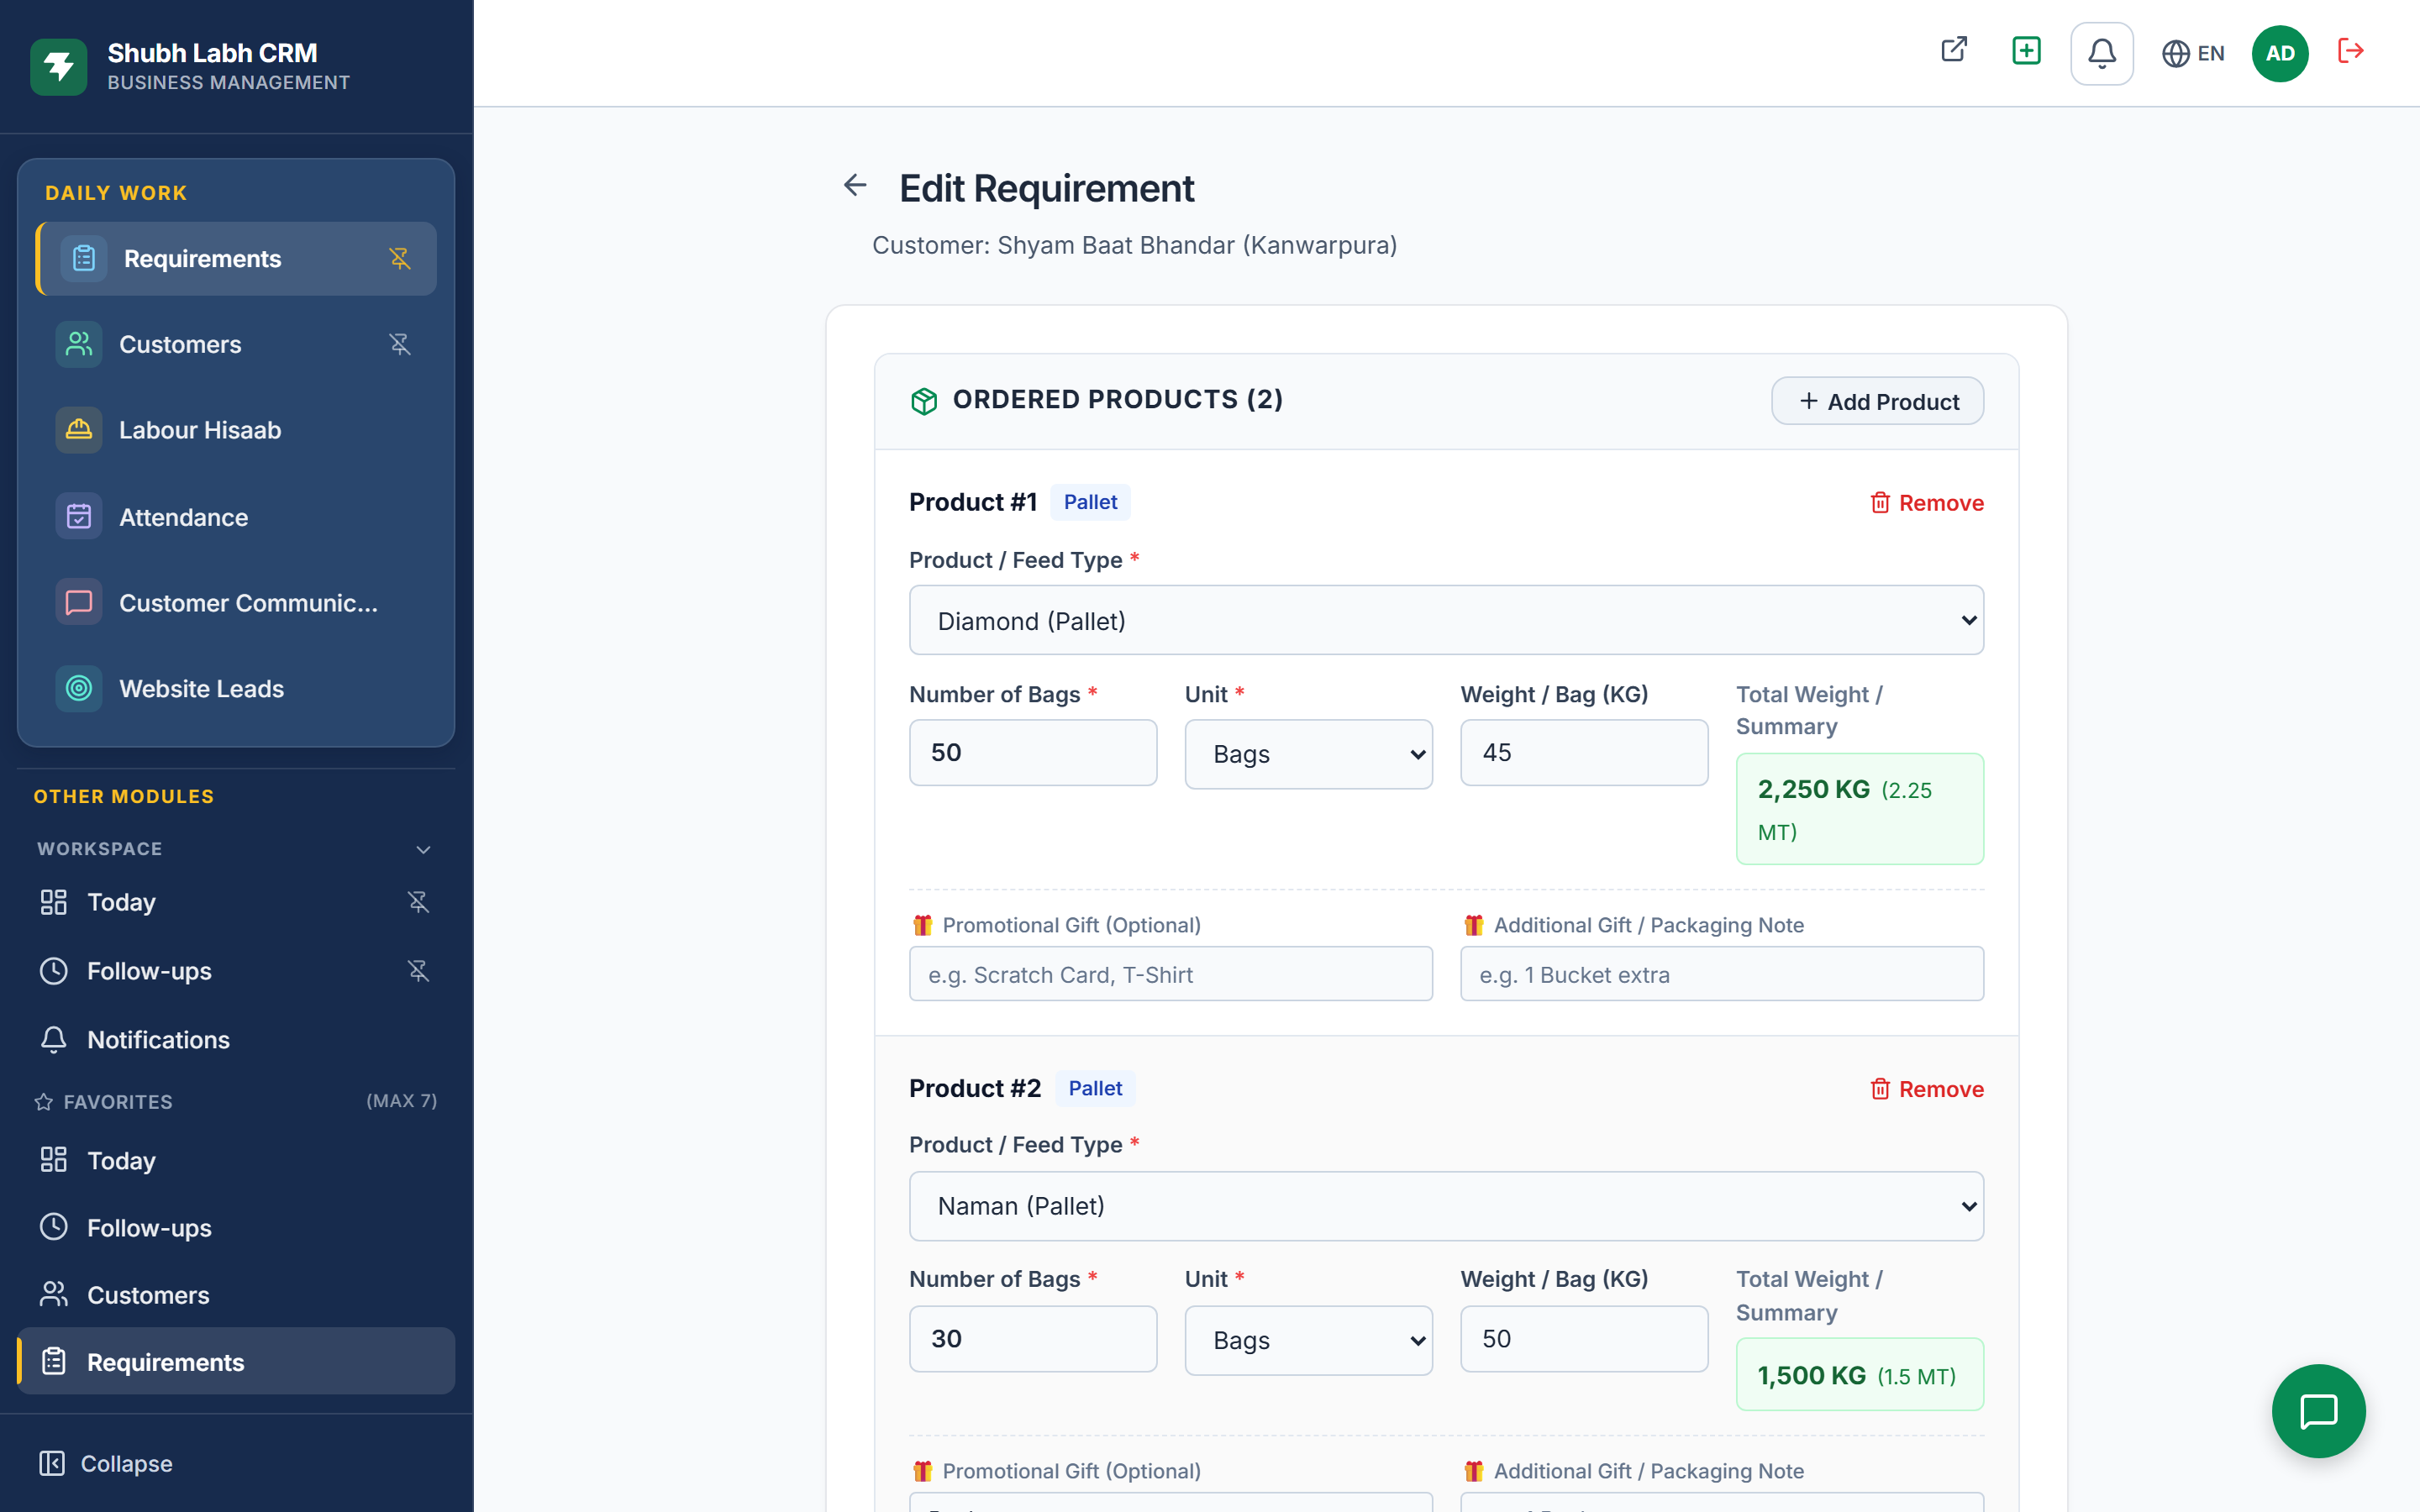 Shubh Labh CRM
BUSINESS MANAGEMENT
DAILY WORK
Requirements
Customers
Labour Hisaab
Attendance
Customer Communic...
Website Leads
OTHER MODULES
WORKSPACE
Today
Follow-ups
Notifications
FAVORITES (MAX 7)
Today
Follow-ups
Customers
Requirements
Collapse
EN AD
Edit Requirement
Customer: Shyam Baat Bhandar (Kanwarpura)
ORDERED PRODUCTS (2) + Add Product
Product #1 Pallet Remove
Product / Feed Type *
Diamond (Pallet)
Number of Bags * Unit * Weight / Bag (KG) Total Weight /
Summary
50 Bags 45
2,250 KG (2.25
MT)
Promotional Gift (Optional) Additional Gift / Packaging Note
e.g. Scratch Card, T-Shirt e.g. 1 Bucket extra
Product #2 Pallet Remove
Product / Feed Type *
Naman (Pallet)
Number of Bags * Unit * Weight / Bag (KG) Total Weight /
Summary
30 Bags 50
1,500 KG (1.5 MT)
Promotional Gift (Optional) Additional Gift / Packaging Note